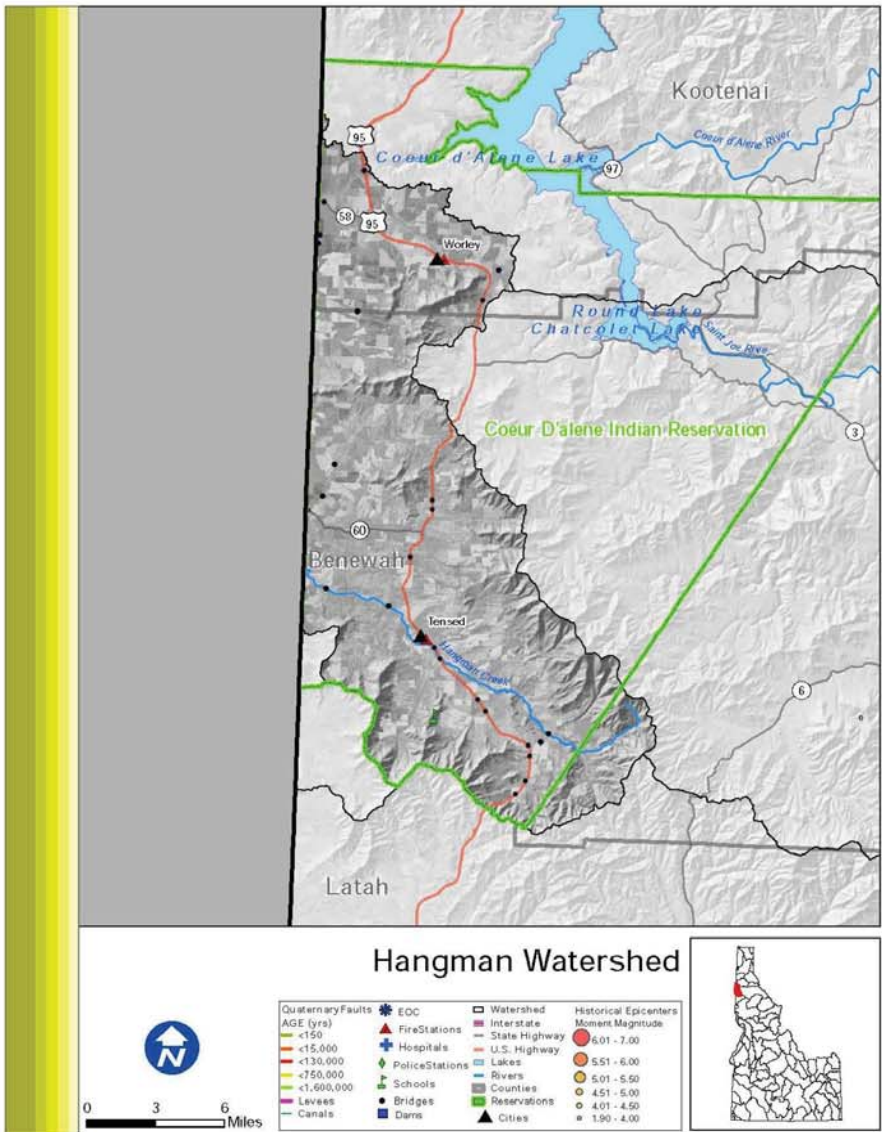 Kootenai
Coeur d'Alene River
95
Coeur d'Alene Lake
97
58
95
Worley
Round Lake
Chatcolet Lake
Saint Joe River
Coeur D'alene Indian Reservation
3
60
Benewah
Tensed
Hangman Creek
6
Latah
Hangman Watershed
N
0 3 6
Miles
Quaternary Faults
AGE (yrs)
<150
<15,000
<130,000
<750,000
<1,600,000
Levees
Canals
EOC
FireStations
Hospitals
PoliceStations
Schools
Bridges
Dams
Watershed
Interstate
State Highway
U.S. Highway
Lakes
Rivers
Counties
Reservations
Cities
Historical Epicenters
Moment Magnitude
6.01 - 7.00
5.51 - 6.00
5.01 - 5.50
4.51 - 5.00
4.01 - 4.50
1.90 - 4.00